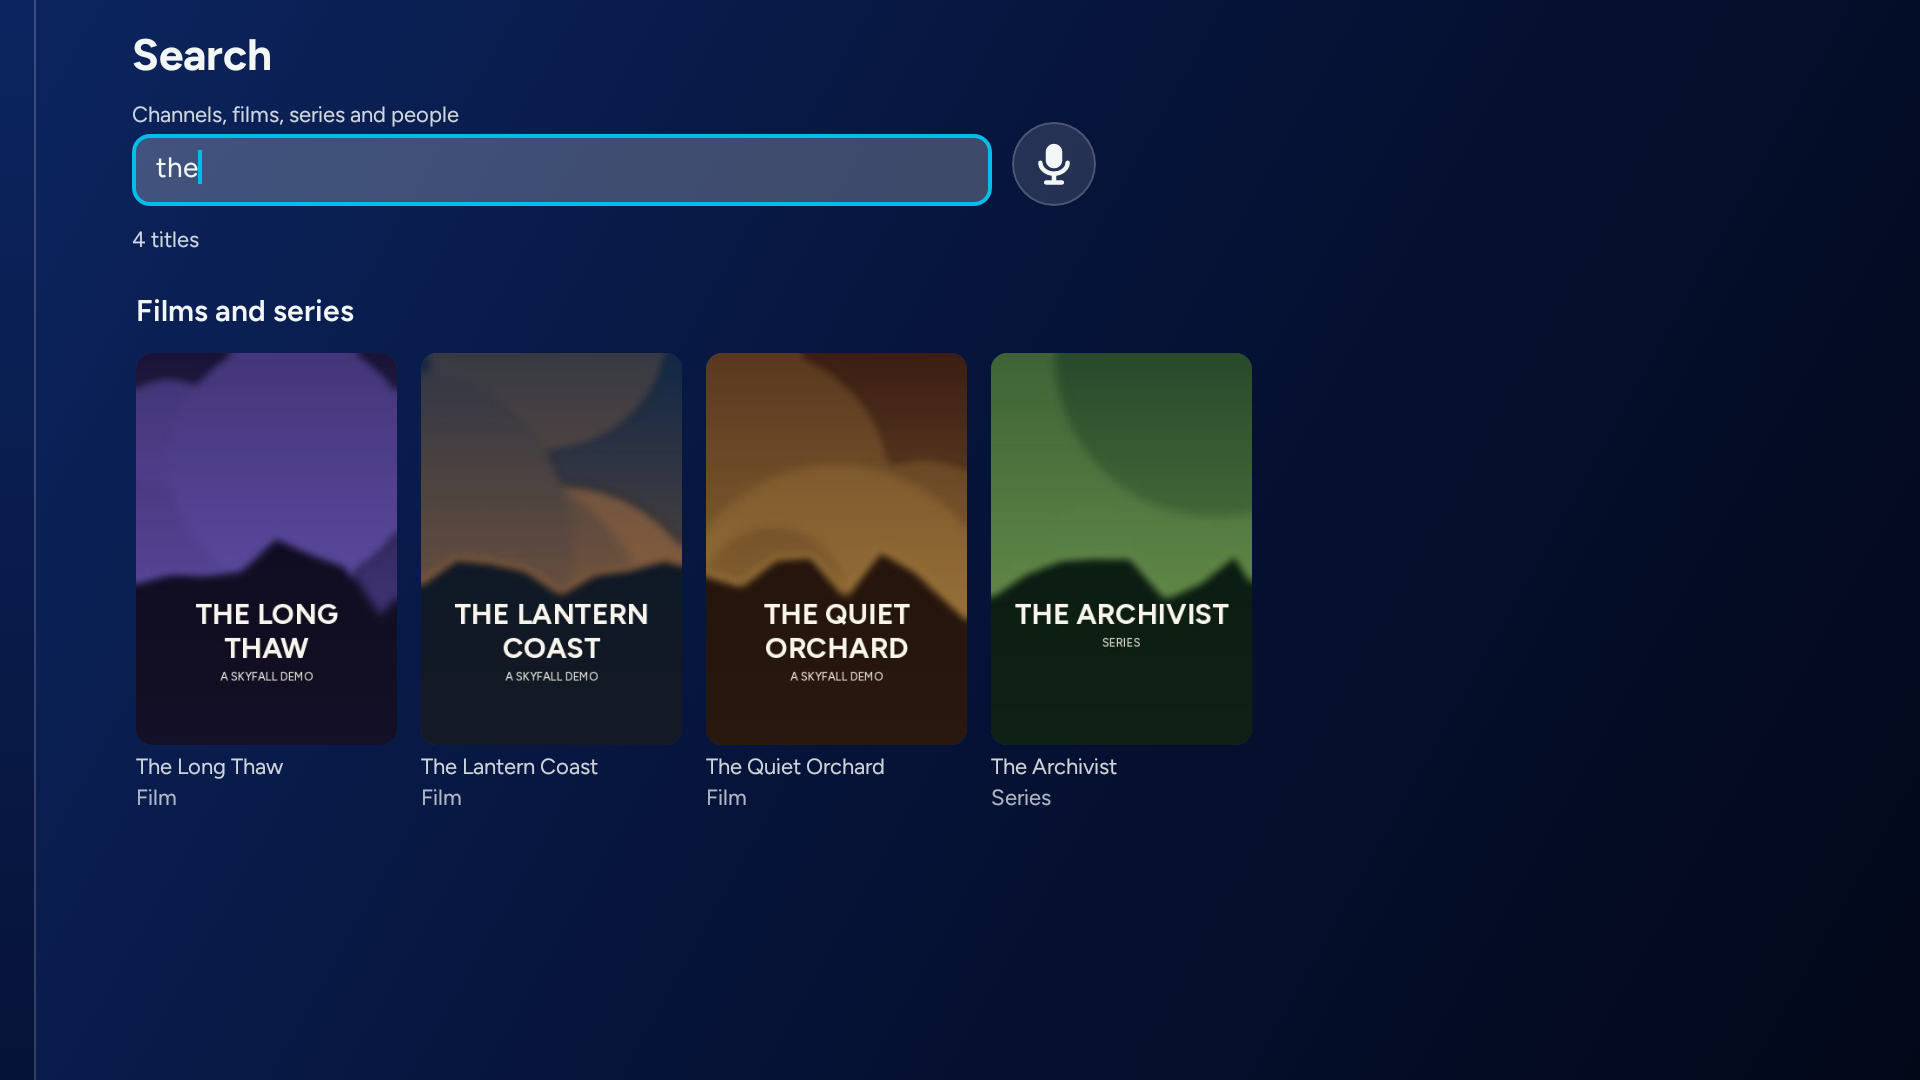 Search
Channels, films, series and people
the
4 titles
Films and series
THE LONG
THAW
A SKYFALL DEMO
THE LANTERN
COAST
A SKYFALL DEMO
THE QUIET
ORCHARD
A SKYFALL DEMO
THE ARCHIVIST
SERIES
The Long Thaw
Film
The Lantern Coast
Film
The Quiet Orchard
Film
The Archivist
Series